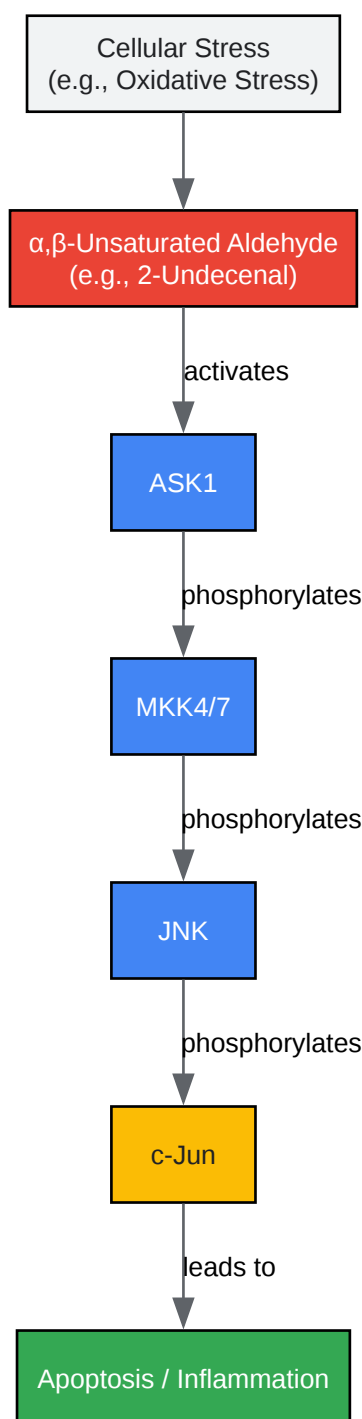 Cellular Stress
(e.g., Oxidative Stress)
α,β-Unsaturated Aldehyde
(e.g., 2-Undecenal)
activates
ASK1
phosphorylates
MKK4/7
phosphorylates
JNK
phosphorylates
c-Jun
leads to
Apoptosis / Inflammation